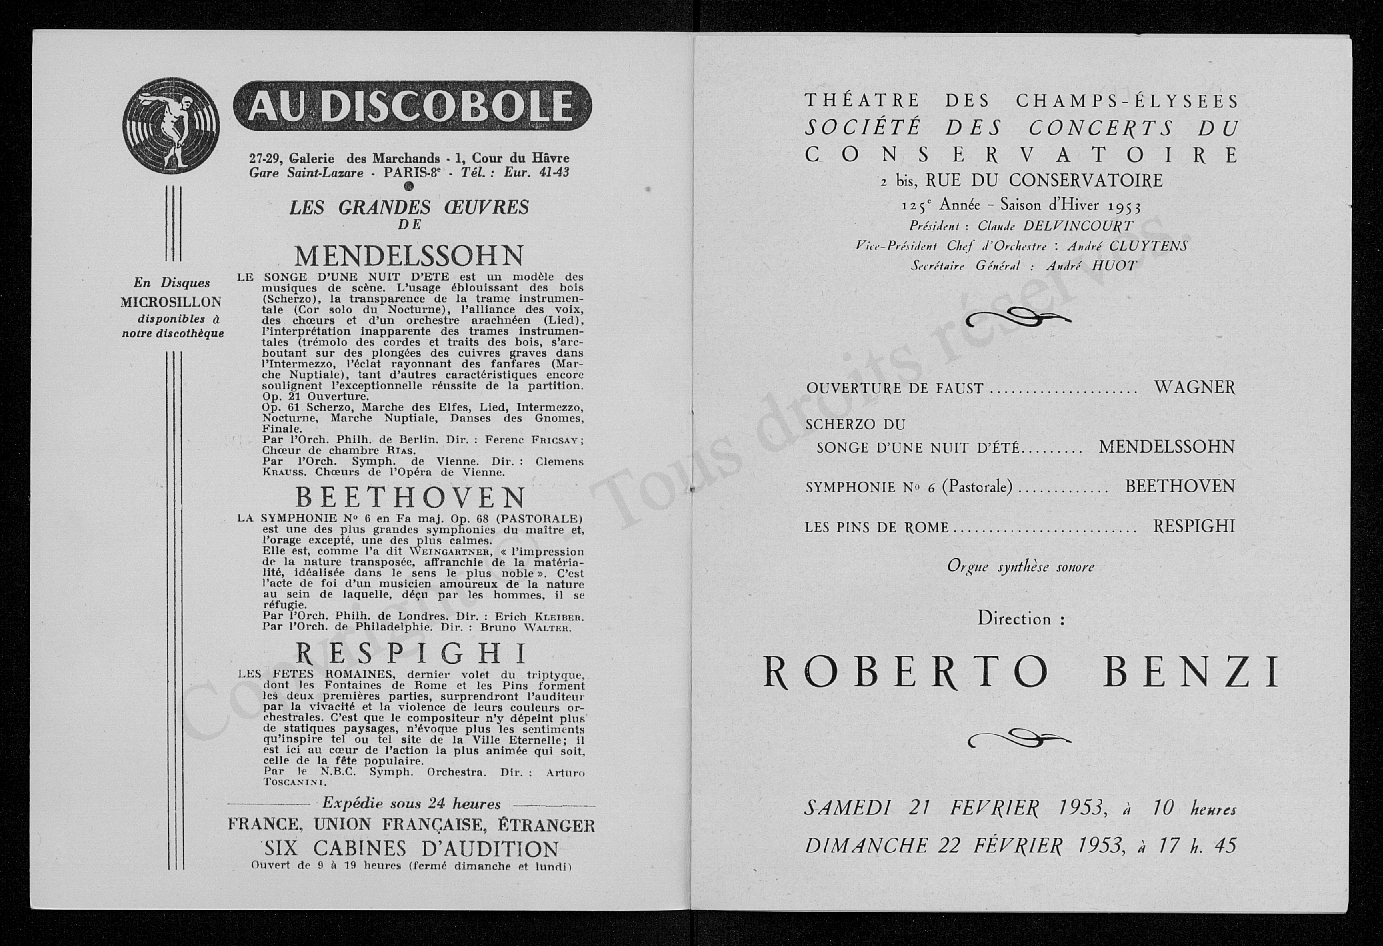 AU DISCOBOLE
27-29, Galerie des Marchands - 1, Cour du Hâvre
Gare Saint-Lazare - PARIS-8e - Tél. : Eur. 41-43
LES GRANDES ŒUVRES
DE
MENDELSSOHN
LE SONGE D'UNE NUIT D'ETE est un modèle des
musiques de scène. L'usage éblouissant des bois
(Scherzo), la transparence de la trame instrumen-
tale (Cor solo du Nocturne), l'alliance des voix,
des chœurs et d'un orchestre arachnéen (Lied),
l'interprétation inapparente des trames instrumen-
tales (trémolo des cordes et traits des bois, s'arc-
boutant sur des plongées des cuivres graves dans
l'Intermezzo, l'éclat rayonnant des fanfares (Mar-
che Nuptiale), tant d'autres caractéristiques encore
soulignent l'exceptionnelle réussite de la partition.
Op. 21 Ouverture.
Op. 61 Scherzo, Marche des Elfes, Lied, Intermezzo,
Nocturne, Marche Nuptiale, Danses des Gnomes,
Finale.
Par l'Orch. Philh. de Berlin. Dir. : Ferenc FRICSAY;
Chœur de chambre RIAS.
Par l'Orch. Symph. de Vienne. Dir. : Clemens
KRAUSS. Chœurs de l'Opéra de Vienne.
BEETHOVEN
LA SYMPHONIE No 6 en Fa maj. Op. 68 (PASTORALE)
est une des plus grandes symphonies du maître et,
l'orage excepté, une des plus calmes.
Elle est, comme l'a dit WEINGARTNER, « l'impression
de la nature transposée, affranchie de la matéria-
lité, idéalisée dans le sens le plus noble ». C'est
l'acte de foi d'un musicien amoureux de la nature
au sein de laquelle, déçu par les hommes, il se
réfugie.
Par l'Orch. Philh. de Londres. Dir. : Erich KLEIBER.
Par l'Orch. de Philadelphie. Dir. : Bruno WALTER.
RESPIGHI
LES FETES ROMAINES, dernier volet du triptyque,
dont les Fontaines de Rome et les Pins forment
les deux premières parties, surprendront l'auditeur
par la vivacité et la violence de leurs couleurs or-
chestrales. C'est que le compositeur n'y dépeint plus
de statiques paysages, n'évoque plus les sentiments
qu'inspire tel ou tel site de la Ville Eternelle; il
est ici au cœur de l'action la plus animée qui soit,
celle de la fête populaire.
Par le N.B.C. Symph. Orchestra. Dir. : Arturo
TOSCANINI.
Expédie sous 24 heures
FRANCE, UNION FRANÇAISE, ÉTRANGER
SIX CABINES D'AUDITION
Ouvert de 9 à 19 heures (fermé dimanche et lundi)
En Disques
MICROSILLON
disponibles à
notre discothèque
THÉATRE DES CHAMPS-ÉLYSEES
SOCIÉTÉ DES CONCERTS DU
CONSERVATOIRE
2 bis, RUE DU CONSERVATOIRE
125e Année - Saison d'Hiver 1953
Président : Claude DELVINCOURT
Vice-Président Chef d'Orchestre : André CLUYTENS
Secrétaire Général : André HUOT
OUVERTURE DE FAUST ..................... WAGNER
SCHERZO DU
SONGE D'UNE NUIT D'ÉTÉ......... MENDELSSOHN
SYMPHONIE No 6 (Pastorale) ............. BEETHOVEN
LES PINS DE ROME.......................... RESPIGHI
Orgue synthèse sonore
Direction :
ROBERTO BENZI
SAMEDI 21 FEVRIER 1953, à 10 heures
DIMANCHE 22 FÉVRIER 1953, à 17 h. 45
Copyright - Tous droits réservés.